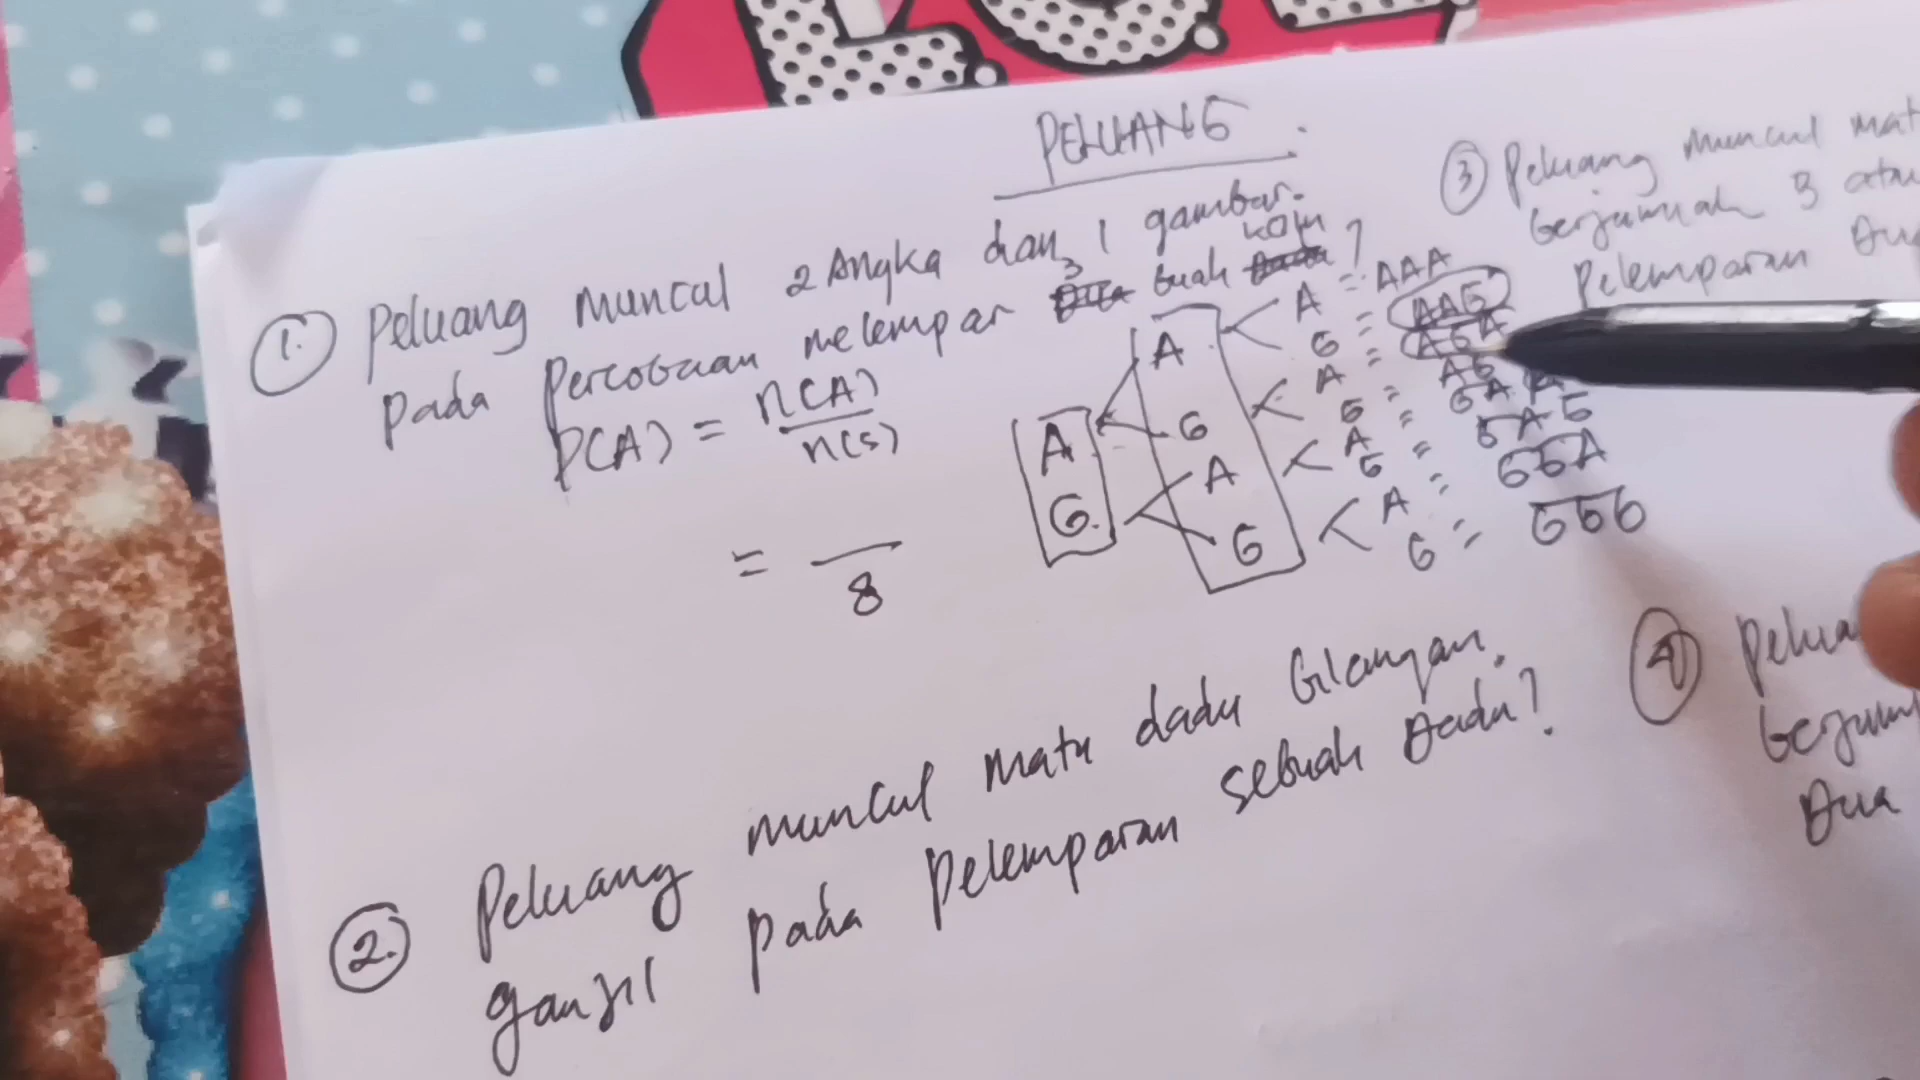 PELUANG
1. Peluang muncul 2 Angka dan 1 gambar.
pada percobaan melempar 3 buah koin?
P(A) = n(A)
n(s)
= 8
A
G
A
G
A
G
A = AAA
G = AAG
A = AGA
G = AG
A = GAA
G = GAG
A = GGA
G = GGG
2. Peluang muncul mata dadu bilangan
ganjil pada pelemparan sebuah dadu?
3 Peluang muncul mat
berjumlah 3 atau
Pelemparan Dua
4 Pelua
berjuml
Dua